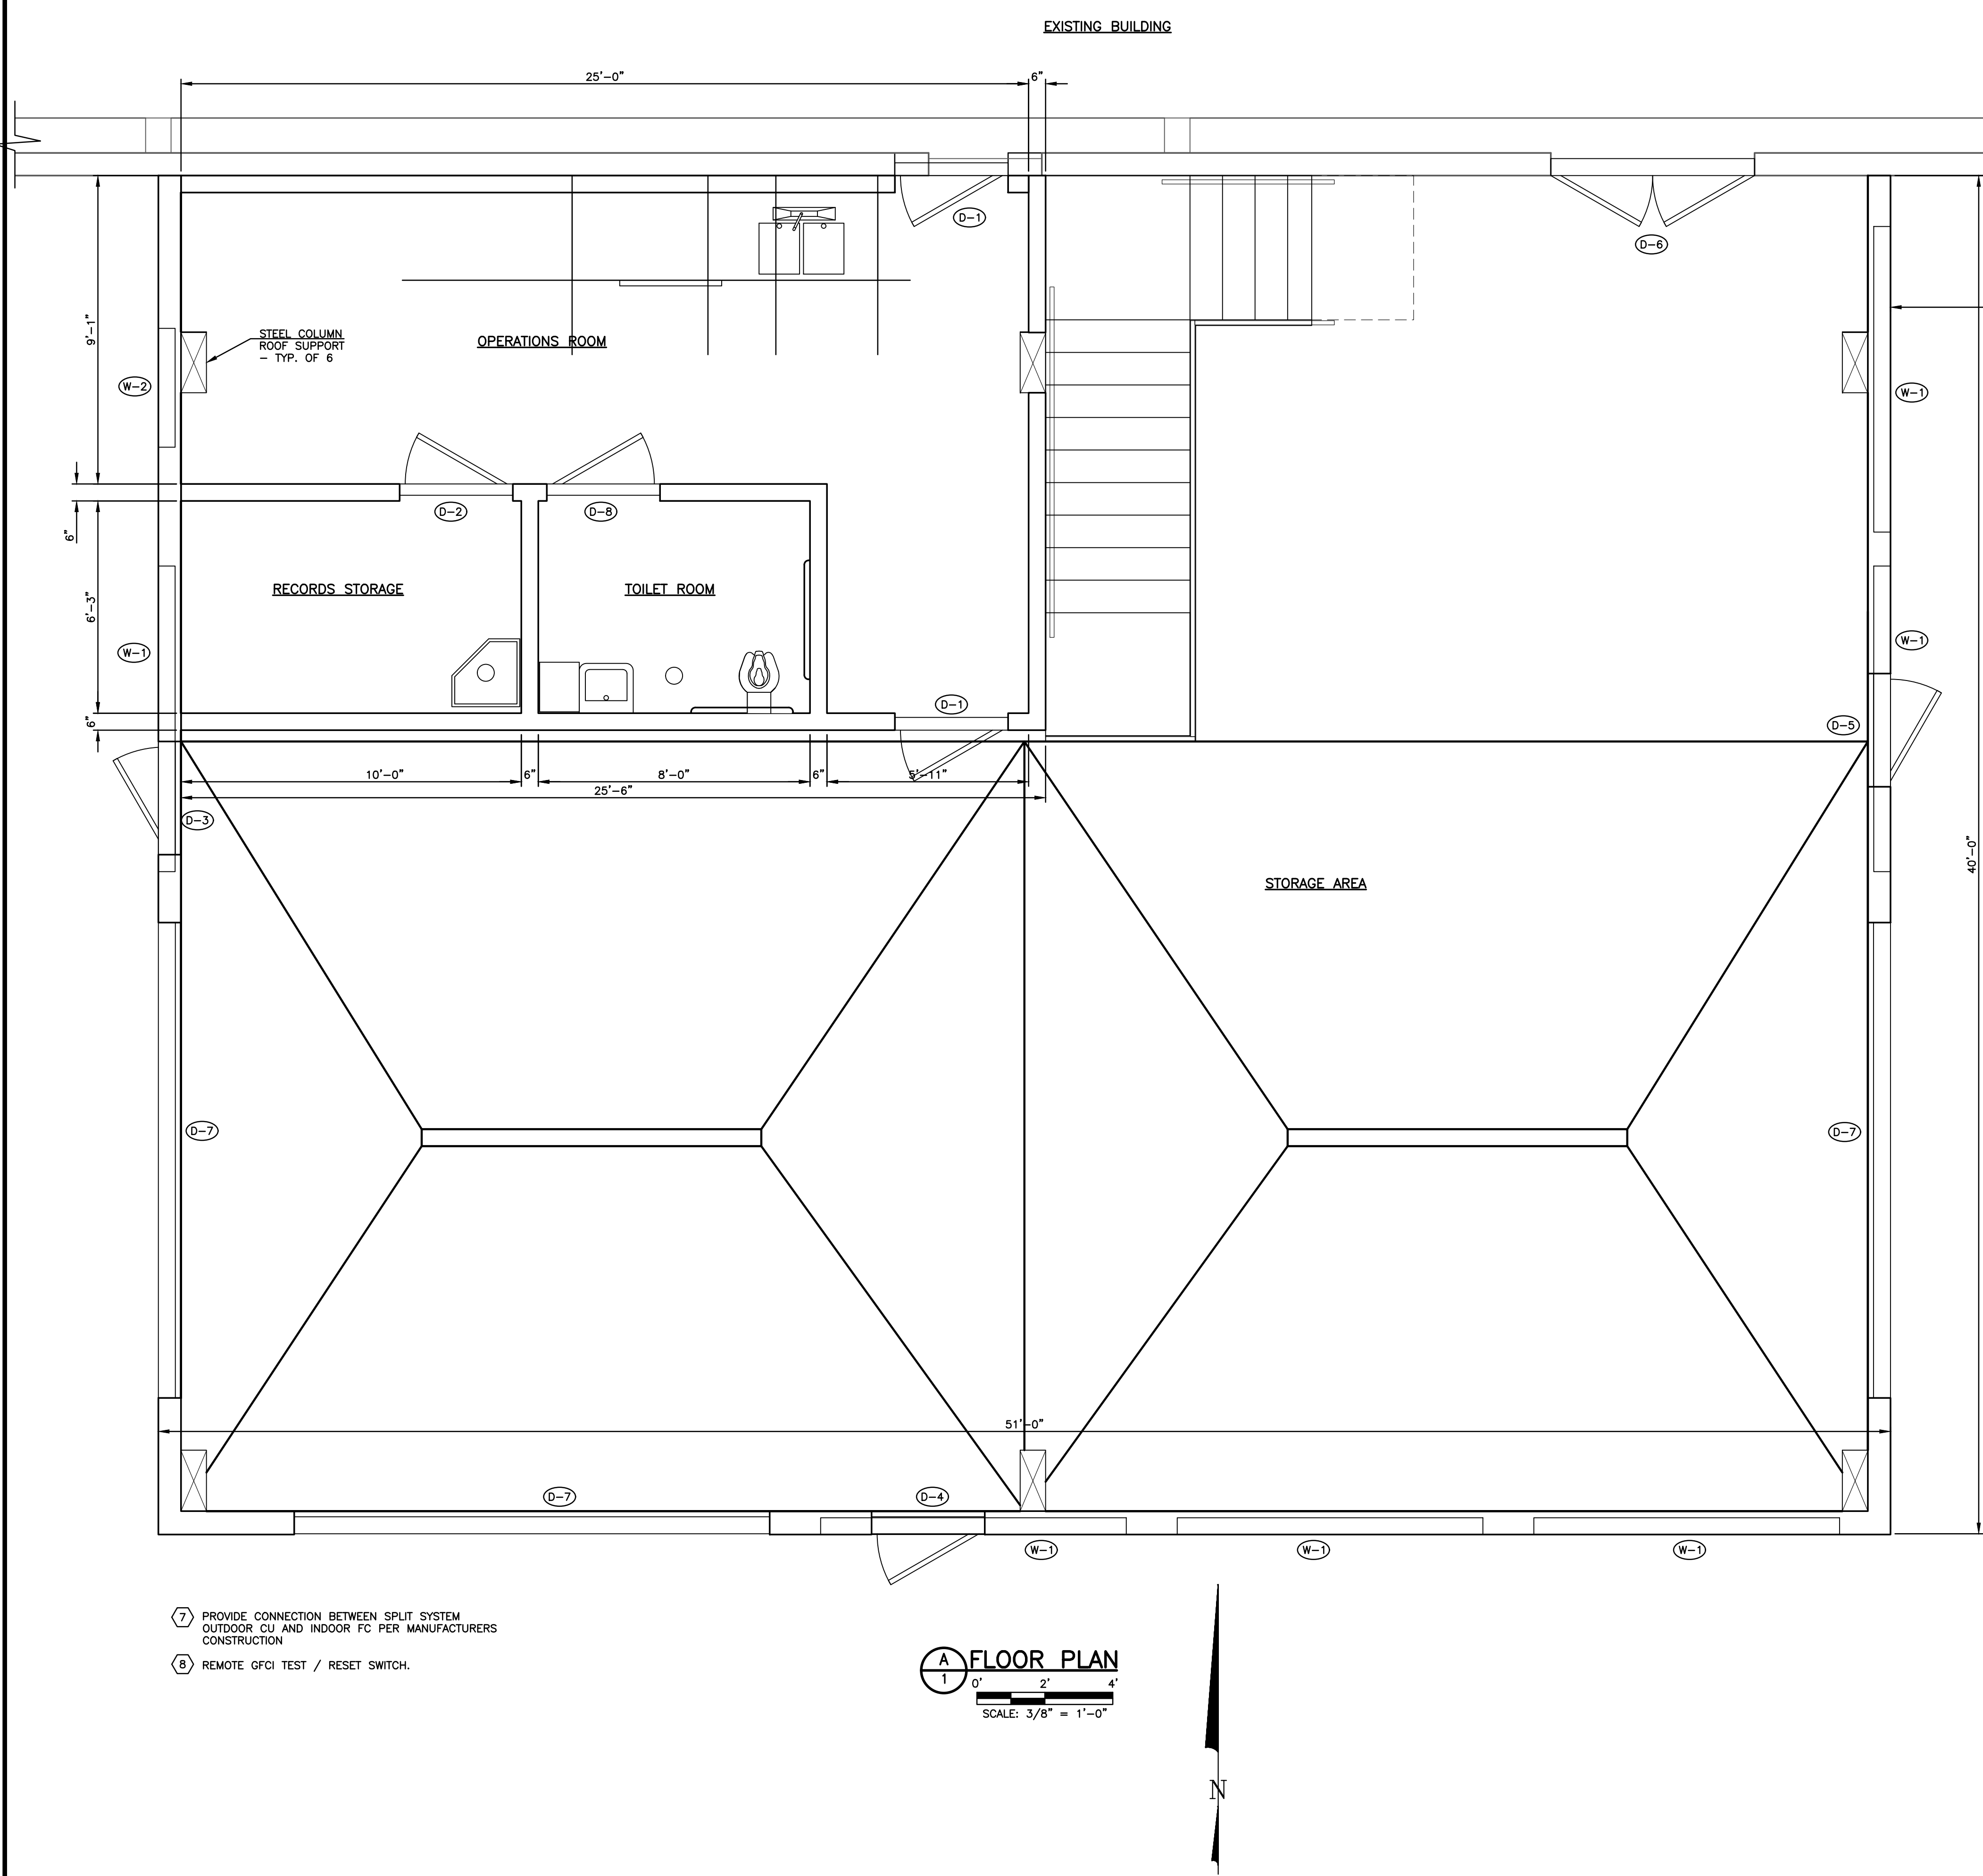 EXISTING BUILDING
25'-0"
6"
D-1
D-6
9'-1"
STEEL COLUMN
ROOF SUPPORT
- TYP. OF 6
OPERATIONS ROOM
W-2
W-1
D-2
D-8
6"
RECORDS STORAGE
TOILET ROOM
6'-3"
W-1
W-1
D-1
6"
D-5
10'-0"
6"
8'-0"
6"
5'-11"
25'-6"
D-3
40'-0"
STORAGE AREA
D-7
D-7
51'-0"
D-7
D-4
W-1
W-1
W-1
7 PROVIDE CONNECTION BETWEEN SPLIT SYSTEM
OUTDOOR CU AND INDOOR FC PER MANUFACTURERS
CONSTRUCTION
8 REMOTE GFCI TEST / RESET SWITCH.
A
1
FLOOR PLAN
0' 2' 4'
SCALE: 3/8" = 1'-0"
N